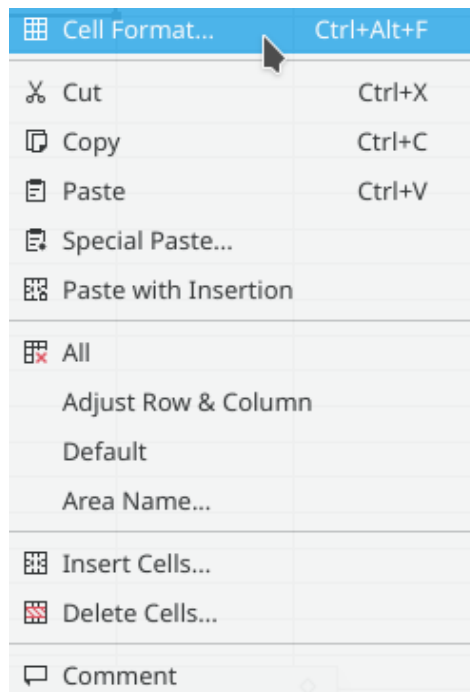 Cell Format... Ctrl+Alt+F
Cut Ctrl+X
Copy Ctrl+C
Paste Ctrl+V
Special Paste...
Paste with Insertion
All
Adjust Row & Column
Default
Area Name...
Insert Cells...
Delete Cells...
Comment